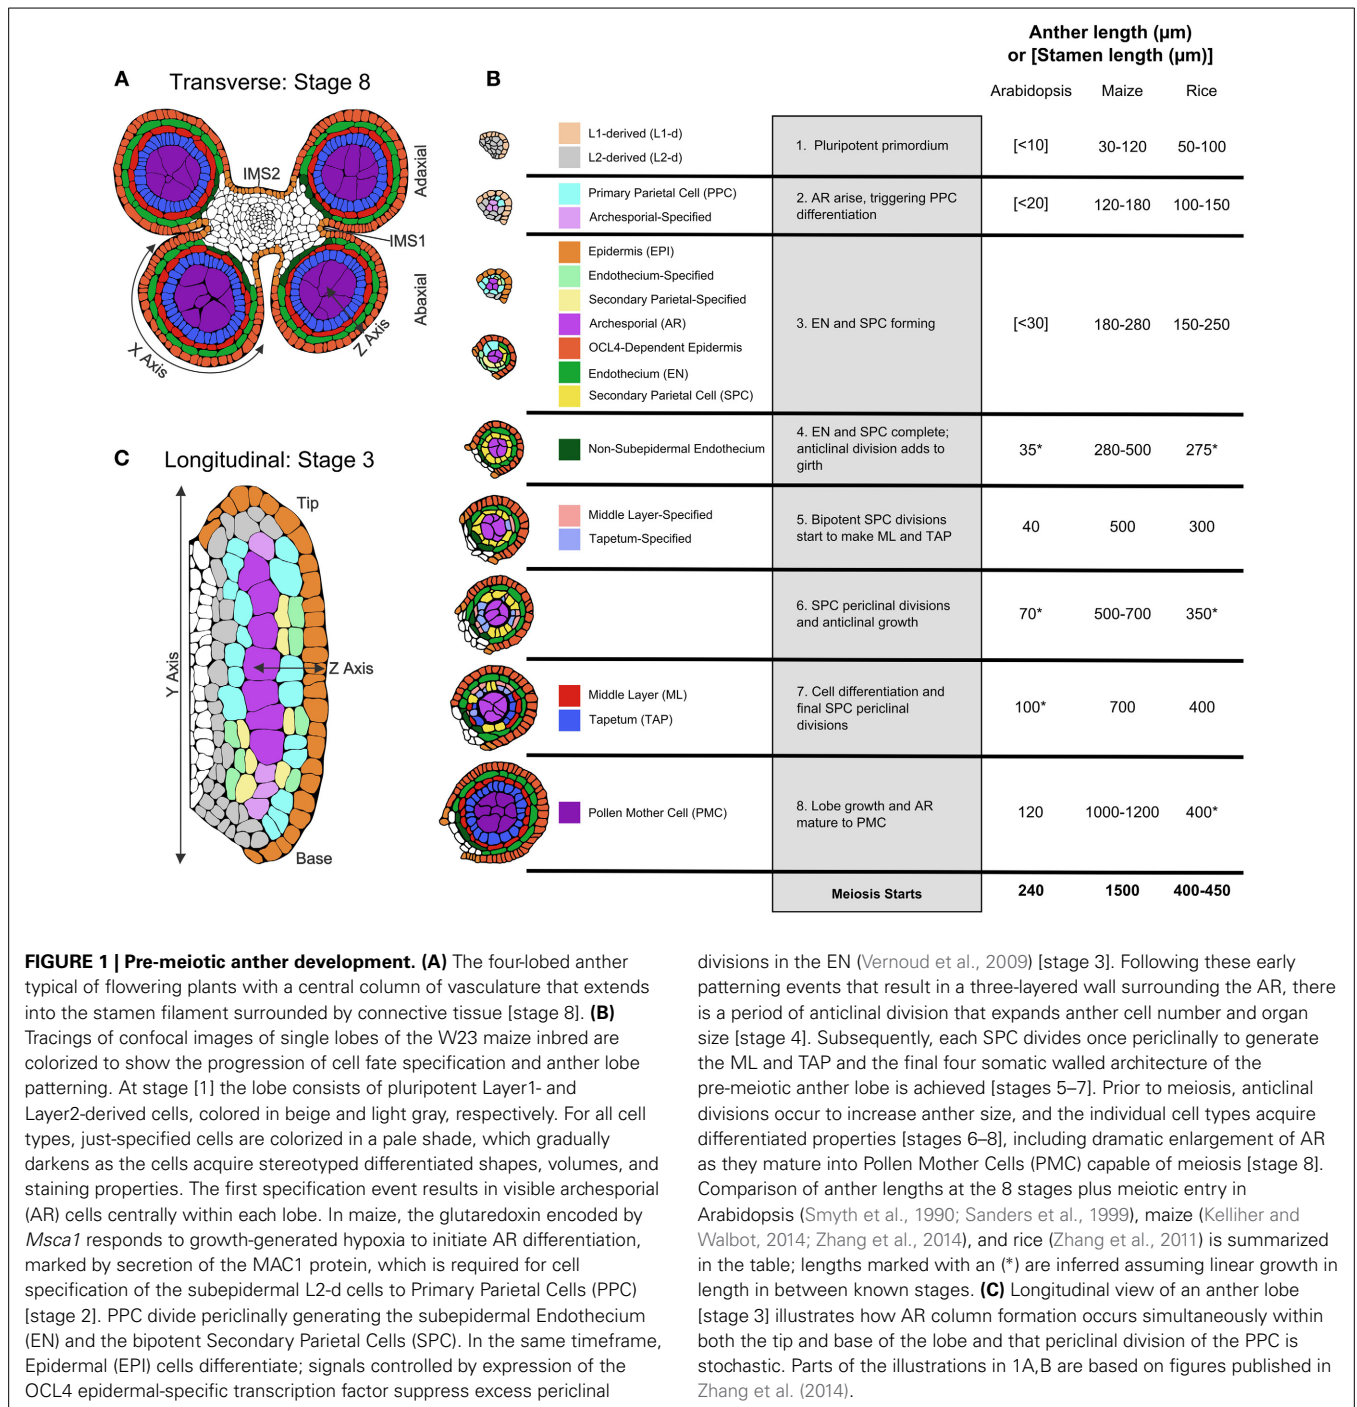 Anther length (µm)
or [Stamen length (µm)]
A Transverse: Stage 8
B
Arabidopsis Maize Rice
IMS2
Adaxial
IMS1
Abaxial
X Axis
Z Axis
L1-derived (L1-d)
L2-derived (L2-d)
1. Pluripotent primordium
[<10] 30-120 50-100
Primary Parietal Cell (PPC)
Archesporial-Specified
2. AR arise, triggering PPC
differentiation
[<20] 120-180 100-150
Epidermis (EPI)
Endothecium-Specified
Secondary Parietal-Specified
Archesporial (AR)
OCL4-Dependent Epidermis
Endothecium (EN)
Secondary Parietal Cell (SPC)
3. EN and SPC forming
[<30] 180-280 150-250
Non-Subepidermal Endothecium
4. EN and SPC complete;
anticlinal division adds to
girth
35* 280-500 275*
Middle Layer-Specified
Tapetum-Specified
5. Bipotent SPC divisions
start to make ML and TAP
40 500 300
6. SPC periclinal divisions
and anticlinal growth
70* 500-700 350*
Middle Layer (ML)
Tapetum (TAP)
7. Cell differentiation and
final SPC periclinal
divisions
100* 700 400
Pollen Mother Cell (PMC)
8. Lobe growth and AR
mature to PMC
120 1000-1200 400*
Meiosis Starts 240 1500 400-450
C Longitudinal: Stage 3
Tip
Y Axis
Z Axis
Base
FIGURE 1 | Pre-meiotic anther development. (A) The four-lobed anther
typical of flowering plants with a central column of vasculature that extends
into the stamen filament surrounded by connective tissue [stage 8]. (B)
Tracings of confocal images of single lobes of the W23 maize inbred are
colorized to show the progression of cell fate specification and anther lobe
patterning. At stage [1] the lobe consists of pluripotent Layer1- and
Layer2-derived cells, colored in beige and light gray, respectively. For all cell
types, just-specified cells are colorized in a pale shade, which gradually
darkens as the cells acquire stereotyped differentiated shapes, volumes, and
staining properties. The first specification event results in visible archesporial
(AR) cells centrally within each lobe. In maize, the glutaredoxin encoded by
Msca1 responds to growth-generated hypoxia to initiate AR differentiation,
marked by secretion of the MAC1 protein, which is required for cell
specification of the subepidermal L2-d cells to Primary Parietal Cells (PPC)
[stage 2]. PPC divide periclinally generating the subepidermal Endothecium
(EN) and the bipotent Secondary Parietal Cells (SPC). In the same timeframe,
Epidermal (EPI) cells differentiate; signals controlled by expression of the
OCL4 epidermal-specific transcription factor suppress excess periclinal
divisions in the EN (Vernoud et al., 2009) [stage 3]. Following these early
patterning events that result in a three-layered wall surrounding the AR, there
is a period of anticlinal division that expands anther cell number and organ
size [stage 4]. Subsequently, each SPC divides once periclinally to generate
the ML and TAP and the final four somatic walled architecture of the
pre-meiotic anther lobe is achieved [stages 5–7]. Prior to meiosis, anticlinal
divisions occur to increase anther size, and the individual cell types acquire
differentiated properties [stages 6–8], including dramatic enlargement of AR
as they mature into Pollen Mother Cells (PMC) capable of meiosis [stage 8].
Comparison of anther lengths at the 8 stages plus meiotic entry in
Arabidopsis (Smyth et al., 1990; Sanders et al., 1999), maize (Kelliher and
Walbot, 2014; Zhang et al., 2014), and rice (Zhang et al., 2011) is summarized
in the table; lengths marked with an (*) are inferred assuming linear growth in
length in between known stages. (C) Longitudinal view of an anther lobe
[stage 3] illustrates how AR column formation occurs simultaneously within
both the tip and base of the lobe and that periclinal division of the PPC is
stochastic. Parts of the illustrations in 1A,B are based on figures published in
Zhang et al. (2014).